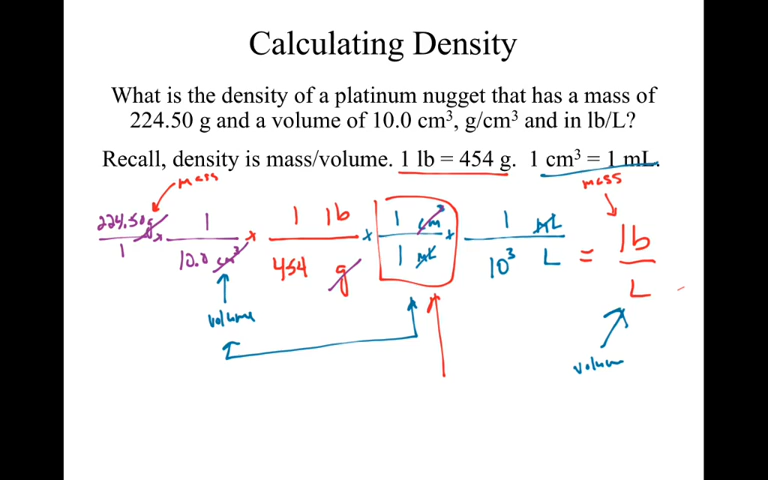 Calculating Density
What is the density of a platinum nugget that has a mass of
224.50 g and a volume of 10.0 cm³, g/cm³ and in lb/L?
Recall, density is mass/volume. 1 lb = 454 g. 1 cm³ = 1 mL.
mass mass
224.50g/1 × 1/10.0 cm³ × 1 lb/454 g × 1 cm³/1 mL × 1 mL/10³ L = lb/L
volume
volume